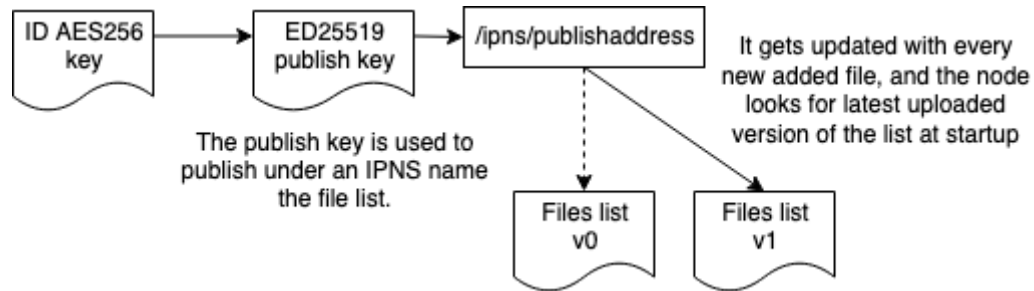 ID AES256
key
ED25519
publish key
/ipns/publishaddress
It gets updated with every
new added file, and the node
looks for latest uploaded
version of the list at startup
The publish key is used to
publish under an IPNS name
the file list.
Files list
v0
Files list
v1